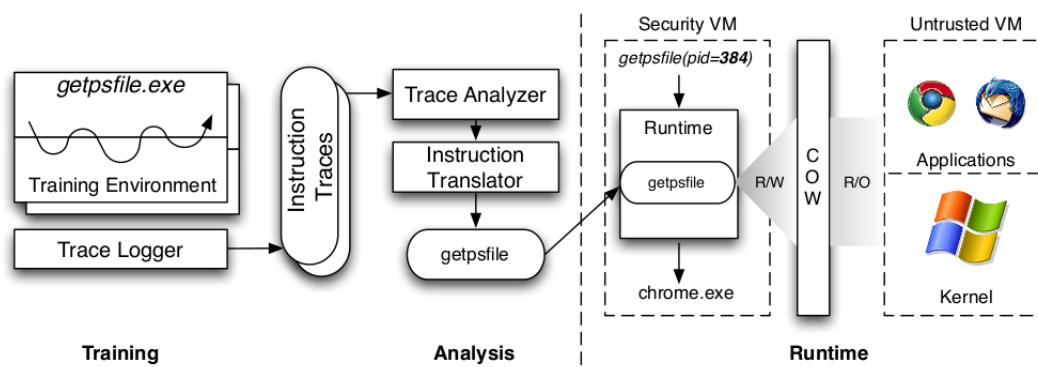 getpsfile.exe
Training Environment
Trace Logger
Instruction
Traces
Trace Analyzer
Instruction
Translator
getpsfile
Security VM
getpsfile(pid=384)
Runtime
getpsfile
chrome.exe
R/W
C
O
W
R/O
Untrusted VM
Applications
Kernel
Training
Analysis
Runtime